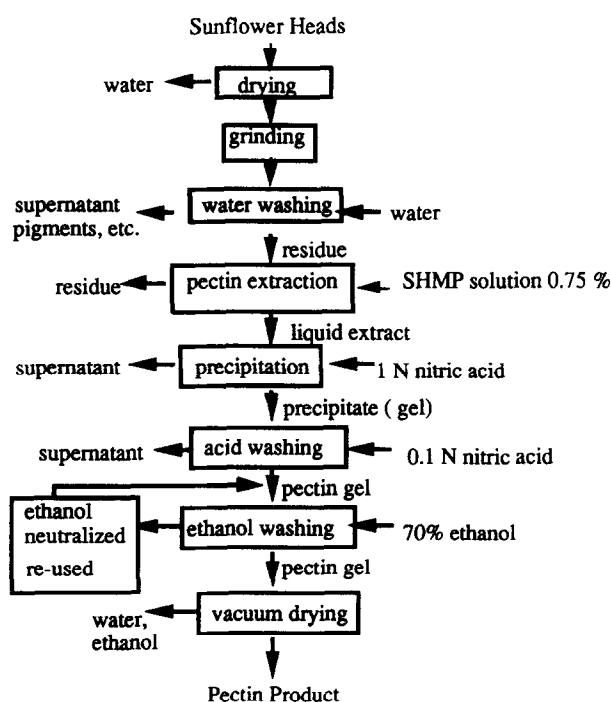 Sunflower Heads
water
drying
grinding
supernatant
pigments, etc.
water washing
water
residue
residue
pectin extraction
SHMP solution 0.75 %
liquid extract
supernatant
precipitation
1 N nitric acid
precipitate ( gel)
supernatant
acid washing
0.1 N nitric acid
pectin gel
ethanol
neutralized
re-used
ethanol washing
70% ethanol
pectin gel
water,
ethanol
vacuum drying
Pectin Product